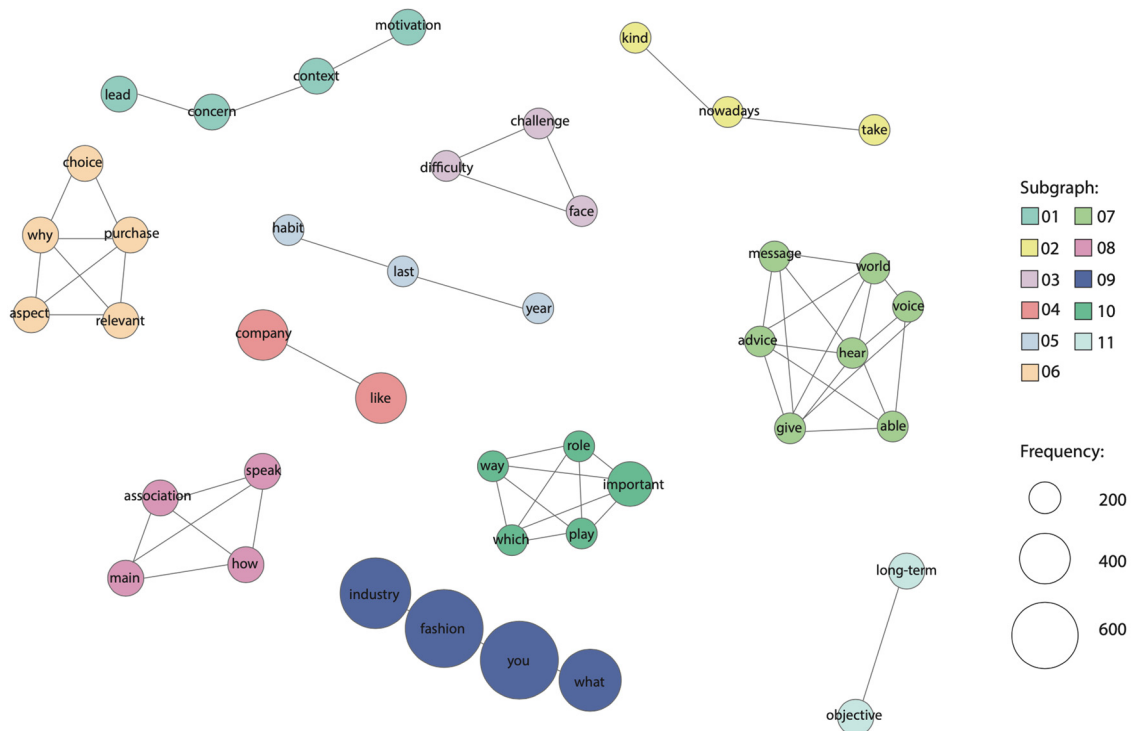 motivation
kind
context
lead
concern
nowadays
challenge
take
choice
difficulty
Subgraph:
face
01
07
habit
why
purchase
02
08
message
world
last
03
09
voice
year
04
10
aspect
relevant
company
advice
hear
05
11
06
like
give
able
role
Frequency:
way
speak
important
association
200
which
play
400
how
main
long-term
industry
fashion
600
you
what
objective